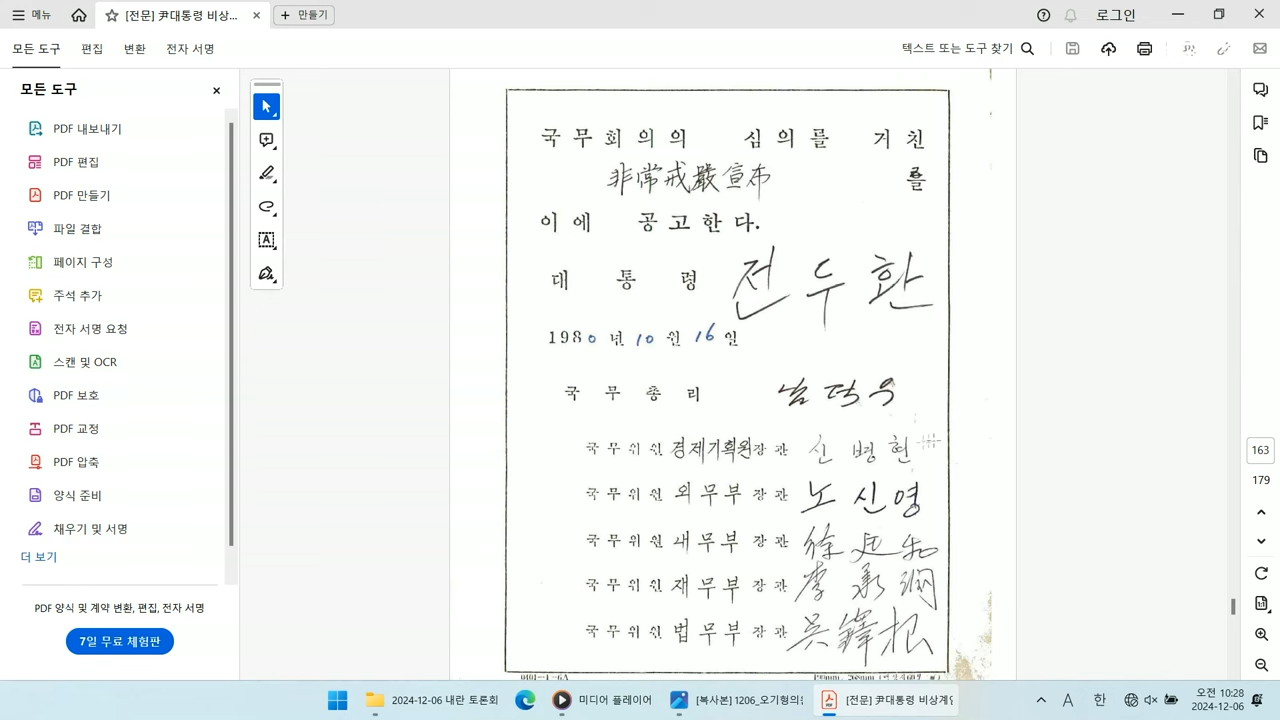 메뉴
[전문] 尹대통령 비상...
만들기
로그인
모든 도구
편집
변환
전자 서명
텍스트 또는 도구 찾기
모든 도구
PDF 내보내기
PDF 편집
PDF 만들기
파일 결합
페이지 구성
주석 추가
전자 서명 요청
스캔 및 OCR
PDF 보호
PDF 교정
PDF 압축
양식 준비
채우기 및 서명
더 보기
PDF 양식 및 계약 변환, 편집, 전자 서명
7일 무료 체험판
국무회의의 심의를 거친
非常戒嚴宣布 를
이에 공고한다.
대통령 전두환
1980년 10월 16일
국무총리 남덕우
국무위원 경제기획원장관 신병현
국무위원 외무부장관 노신영
국무위원 내무부장관 徐廷和
국무위원 재무부장관 李承潤
국무위원 법무부장관 吳鐸根
163
179
2024-12-06 내란 토론회
미디어 플레이어
[복사본] 1206_오기형의원
[전문] 尹대통령 비상계엄
A
한
오전 10:28
2024-12-06